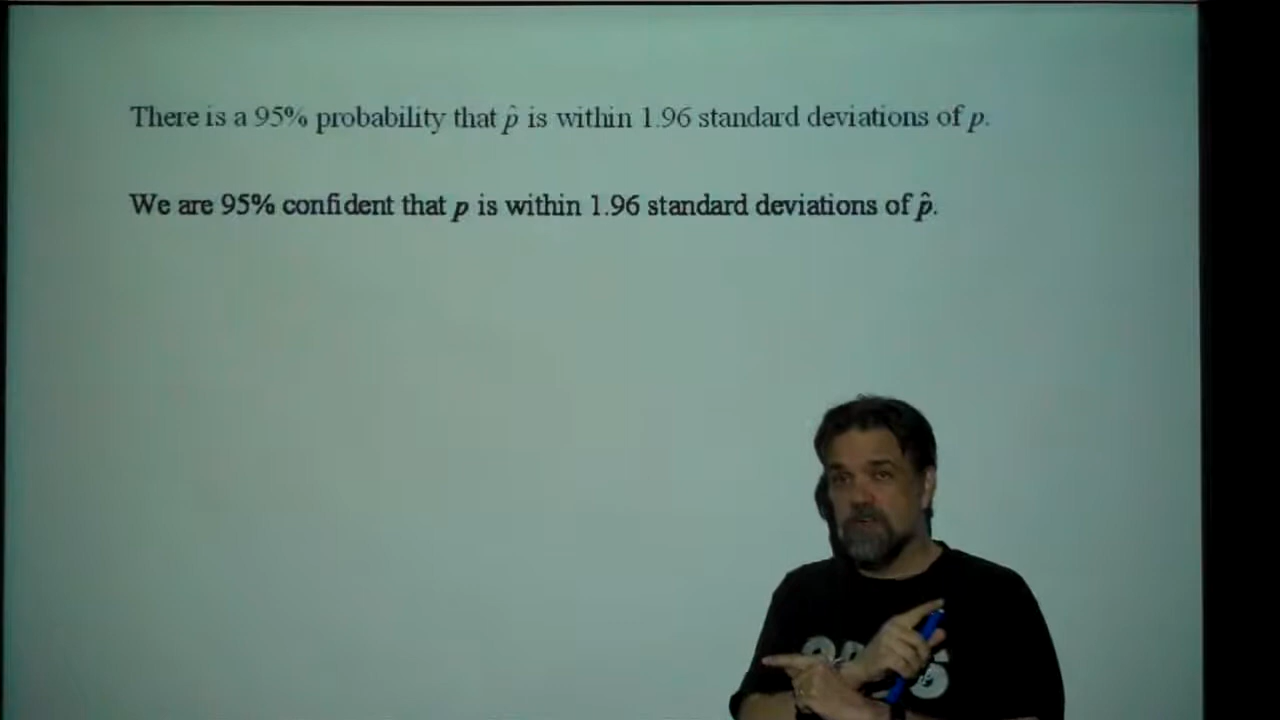 There is a 95% probability that p̂ is within 1.96 standard deviations of p.
We are 95% confident that p is within 1.96 standard deviations of p̂.